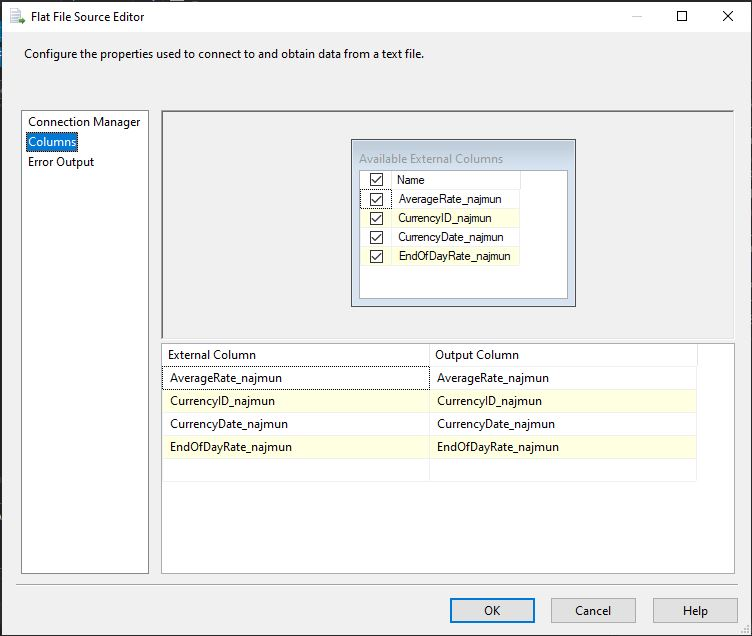 Flat File Source Editor
Configure the properties used to connect to and obtain data from a text file.
Connection Manager
Columns
Error Output
Available External Columns
Name
AverageRate_najmun
CurrencyID_najmun
CurrencyDate_najmun
EndOfDayRate_najmun
External Column Output Column
AverageRate_najmun AverageRate_najmun
CurrencyID_najmun CurrencyID_najmun
CurrencyDate_najmun CurrencyDate_najmun
EndOfDayRate_najmun EndOfDayRate_najmun
OK Cancel Help